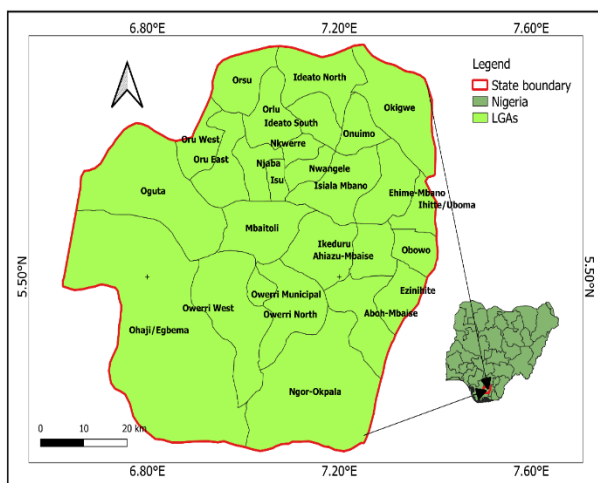 6.80°E 7.20°E 7.60°E
Legend
State boundary
Nigeria
LGAs
Orsu
Ideato North
Okigwe
Orlu
Ideato South
Onuimo
Oru West
Nkwerre
Oru East
Njaba
Nwangele
Isu
Isiala Mbano
Ehime-Mbano
Ihitte/Uboma
Oguta
Mbaitoli
Ikeduru
Ahiazu-Mbaise
Obowo
5.50°N
5.50°N
Ezinihite
Owerri Municipal
Owerri West
Owerri North
Aboh-Mbaise
Ohaji/Egbema
Ngor-Okpala
0 10 20 km
6.80°E 7.20°E 7.60°E